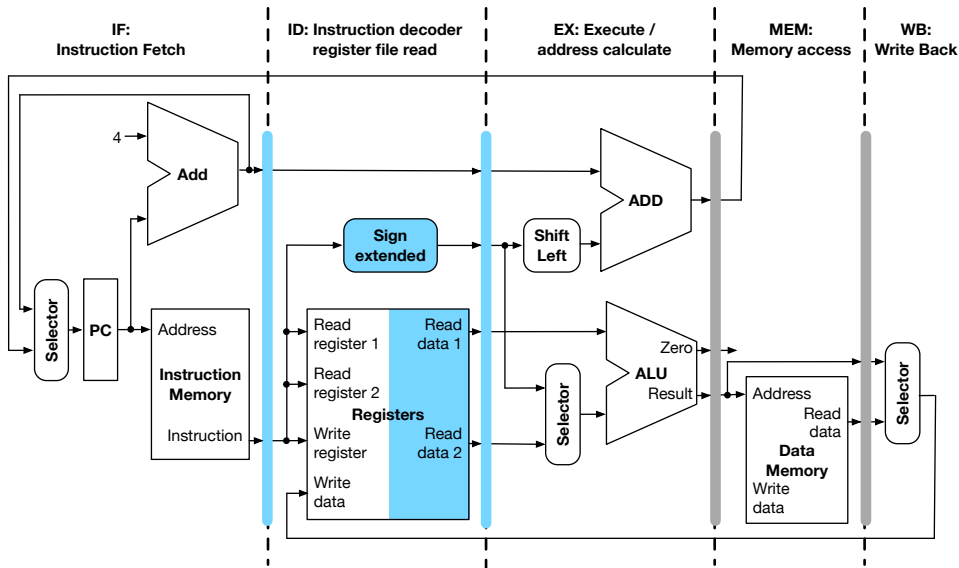 IF:
Instruction Fetch
ID: Instruction decoder
register file read
EX: Execute /
address calculate
MEM:
Memory access
WB:
Write Back
4
Add
ADD
Sign
extended
Shift
Left
Selector
PC
Address
Instruction
Memory
Instruction
Read
register 1
Read
register 2
Registers
Write
register
Write
data
Read
data 1
Read
data 2
Selector
Zero
ALU
Result
Address
Read
data
Data
Memory
Write
data
Selector